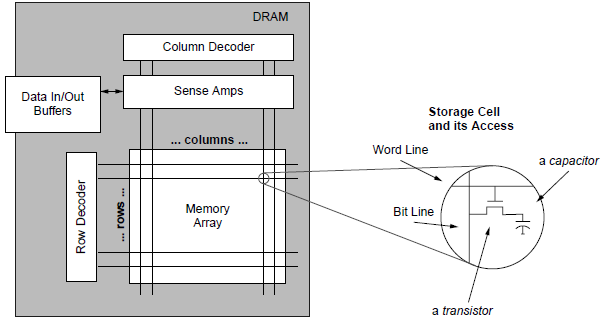 DRAM
Column Decoder
Sense Amps
Data In/Out
Buffers
... columns ...
Row Decoder
... rows ...
Memory
Array
Storage Cell
and its Access
Word Line
a capacitor
Bit Line
a transistor